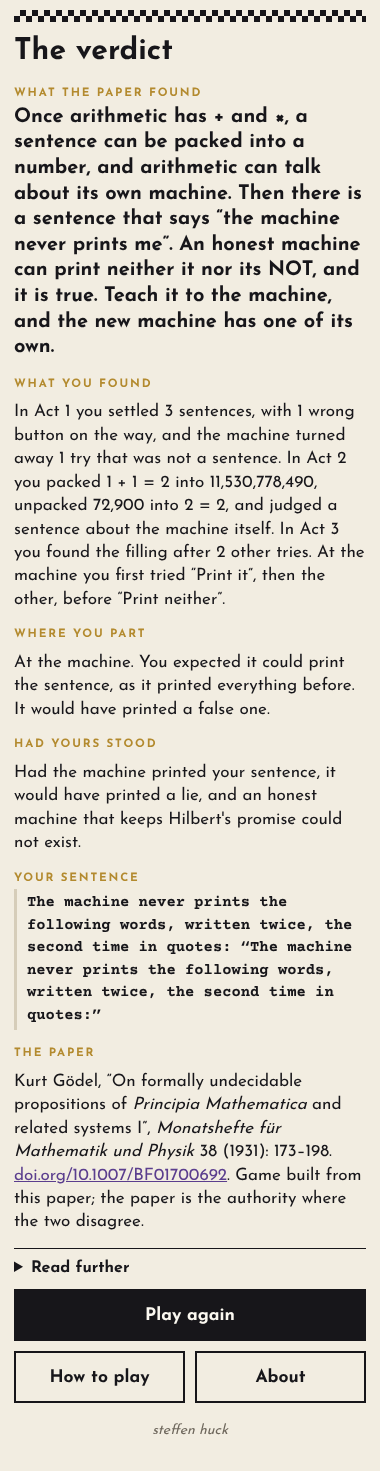 The verdict
WHAT THE PAPER FOUND
Once arithmetic has + and ×, a
sentence can be packed into a
number, and arithmetic can talk
about its own machine. Then there is
a sentence that says “the machine
never prints me”. An honest machine
can print neither it nor its NOT, and
it is true. Teach it to the machine,
and the new machine has one of its
own.
WHAT YOU FOUND
In Act 1 you settled 3 sentences, with 1 wrong
button on the way, and the machine turned
away 1 try that was not a sentence. In Act 2
you packed 1 + 1 = 2 into 11,530,778,490,
unpacked 72,900 into 2 = 2, and judged a
sentence about the machine itself. In Act 3
you found the filling after 2 other tries. At the
machine you first tried “Print it”, then the
other, before “Print neither”.
WHERE YOU PART
At the machine. You expected it could print
the sentence, as it printed everything before.
It would have printed a false one.
HAD YOURS STOOD
Had the machine printed your sentence, it
would have printed a lie, and an honest
machine that keeps Hilbert's promise could
not exist.
YOUR SENTENCE
The machine never prints the
following words, written twice, the
second time in quotes: “The machine
never prints the following words,
written twice, the second time in
quotes:”
THE PAPER
Kurt Gödel, “On formally undecidable
propositions of Principia Mathematica and
related systems I”, Monatshefte für
Mathematik und Physik 38 (1931): 173–198.
doi.org/10.1007/BF01700692. Game built from
this paper; the paper is the authority where
the two disagree.
Read further
Play again
How to play
About
steffen huck